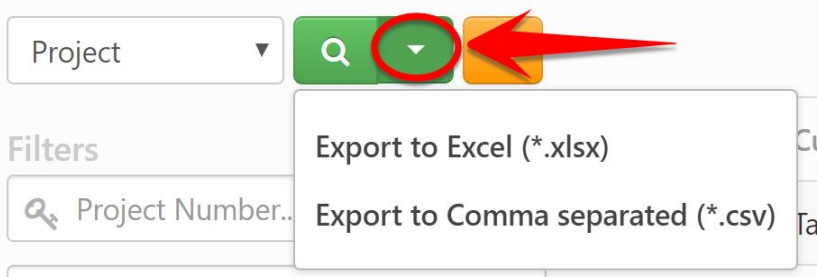 Project
Export to Excel (*.xlsx)
Filters
Project Number..
Export to Comma separated (*.csv)